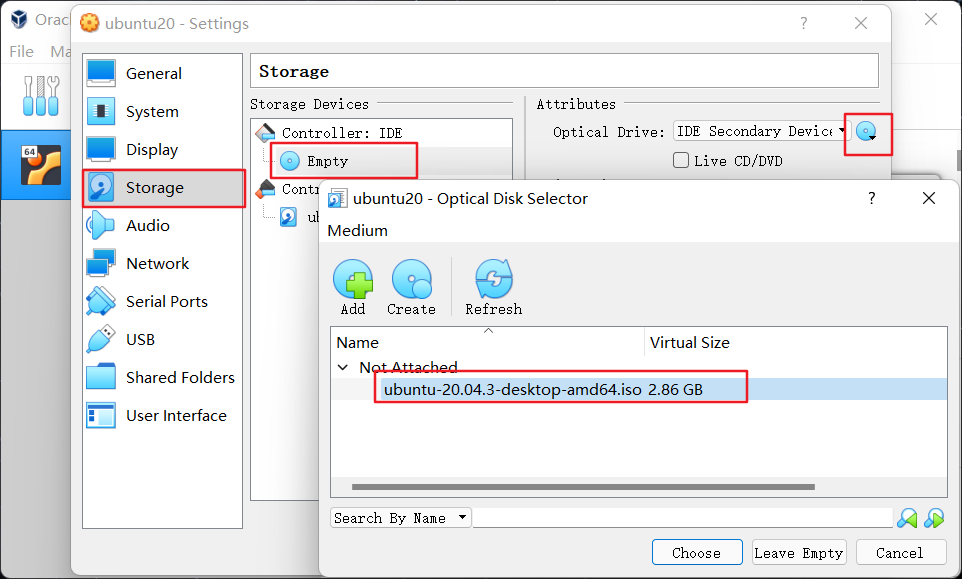 Orac
ubuntu20 - Settings
?
File Ma
General
System
Display
Storage
Audio
Network
Serial Ports
USB
Shared Folders
User Interface
64
Storage
Storage Devices
Controller: IDE
Empty
Cont
ub
Attributes
Optical Drive: IDE Secondary Device
Live CD/DVD
ubuntu20 - Optical Disk Selector
?
Medium
Add Create Refresh
Name Virtual Size
Not Attached
ubuntu-20.04.3-desktop-amd64.iso 2.86 GB
Search By Name
Choose Leave Empty Cancel